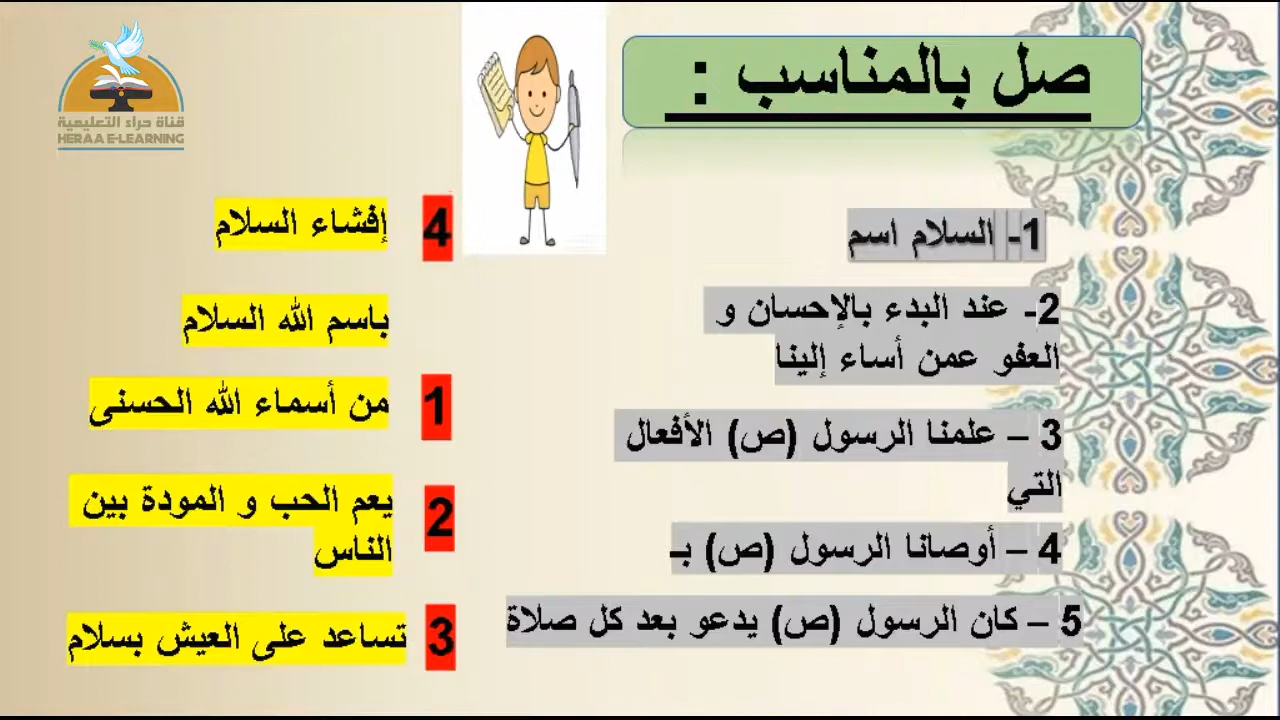 صل بالمناسب :
قناة حراء التعليمية
HERAA E-LEARNING
1- السلام اسم
2- عند البدء بالإحسان و
العفو عمن أساء إلينا
3 – علمنا الرسول (ص) الأفعال
التي
4 – أوصانا الرسول (ص) بـ
5 – كان الرسول (ص) يدعو بعد كل صلاة
4 إفشاء السلام
باسم الله السلام
1 من أسماء الله الحسنى
2 يعم الحب و المودة بين
الناس
3 تساعد على العيش بسلام